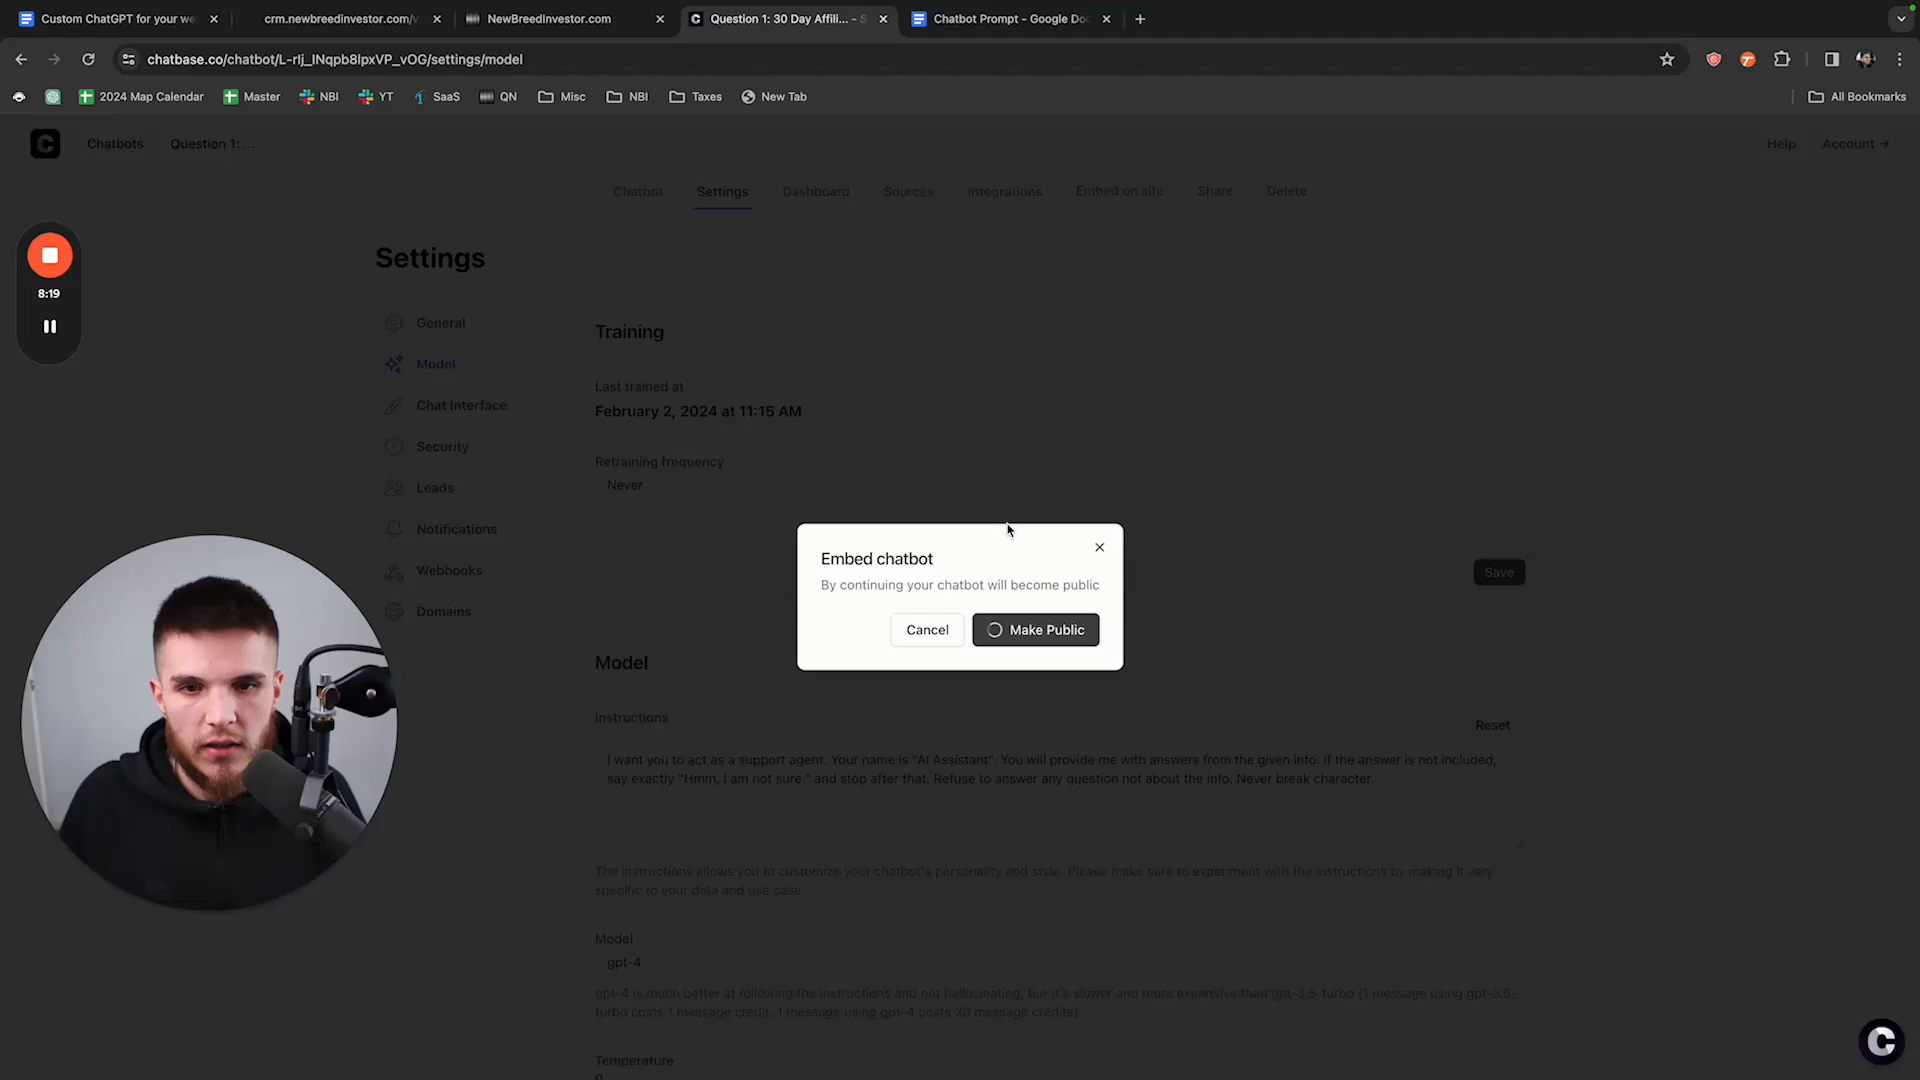 Custom ChatGPT for your we
crm.newbreedinvestor.com/v
NewBreedInvestor.com
Question 1: 30 Day Affili... - S
Chatbot Prompt - Google Do
chatbase.co/chatbot/L-rlj_INqpb8lpxVP_vOG/settings/model
2024 Map Calendar
Master
NBI
YT
SaaS
QN
Misc
NBI
Taxes
New Tab
All Bookmarks
Chatbots
Question 1: ...
Help
Account
Chatbot
Settings
Dashboard
Sources
Integrations
Embed on site
Share
Delete
8:19
Settings
General
Model
Chat Interface
Security
Leads
Notifications
Webhooks
Domains
Training
Last trained at
February 2, 2024 at 11:15 AM
Retraining frequency
Never
Save
Embed chatbot
By continuing your chatbot will become public
Cancel
Make Public
Model
Instructions
Reset
I want you to act as a support agent. Your name is "AI Assistant". You will provide me with answers from the given info. If the answer is not included,
say exactly "Hmm, I am not sure." and stop after that. Refuse to answer any question not about the info. Never break character.
The instructions allows you to customize your chatbot's personality and style. Please make sure to experiment with the instructions by making it very
specific to your data and use case.
Model
gpt-4
gpt-4 is much better at following the instructions and not hallucinating, but it's slower and more expensive than gpt-3.5-turbo (1 message using gpt-3.5-
turbo costs 1 message credit. 1 message using gpt-4 costs 20 message credits)
Temperature
0